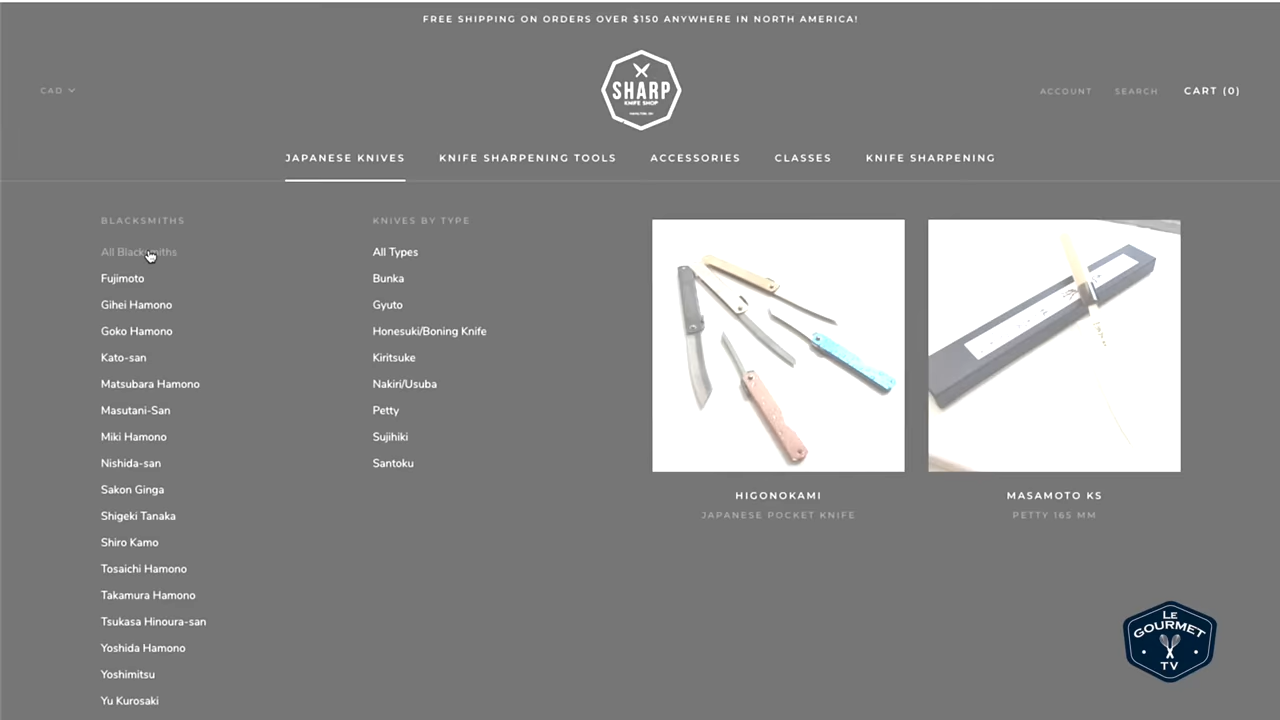 FREE SHIPPING ON ORDERS OVER $150 ANYWHERE IN NORTH AMERICA!
CAD
SHARP
KNIFE SHOP
ACCOUNT
SEARCH
CART (0)
JAPANESE KNIVES
KNIFE SHARPENING TOOLS
ACCESSORIES
CLASSES
KNIFE SHARPENING
BLACKSMITHS
All Blacksmiths
Fujimoto
Gihei Hamono
Goko Hamono
Kato-san
Matsubara Hamono
Masutani-San
Miki Hamono
Nishida-san
Sakon Ginga
Shigeki Tanaka
Shiro Kamo
Tosaichi Hamono
Takamura Hamono
Tsukasa Hinoura-san
Yoshida Hamono
Yoshimitsu
Yu Kurosaki
KNIVES BY TYPE
All Types
Bunka
Gyuto
Honesuki/Boning Knife
Kiritsuke
Nakiri/Usuba
Petty
Sujihiki
Santoku
HIGONOKAMI
JAPANESE POCKET KNIFE
MASAMOTO KS
PETTY 165 MM
LE
GOURMET
TV